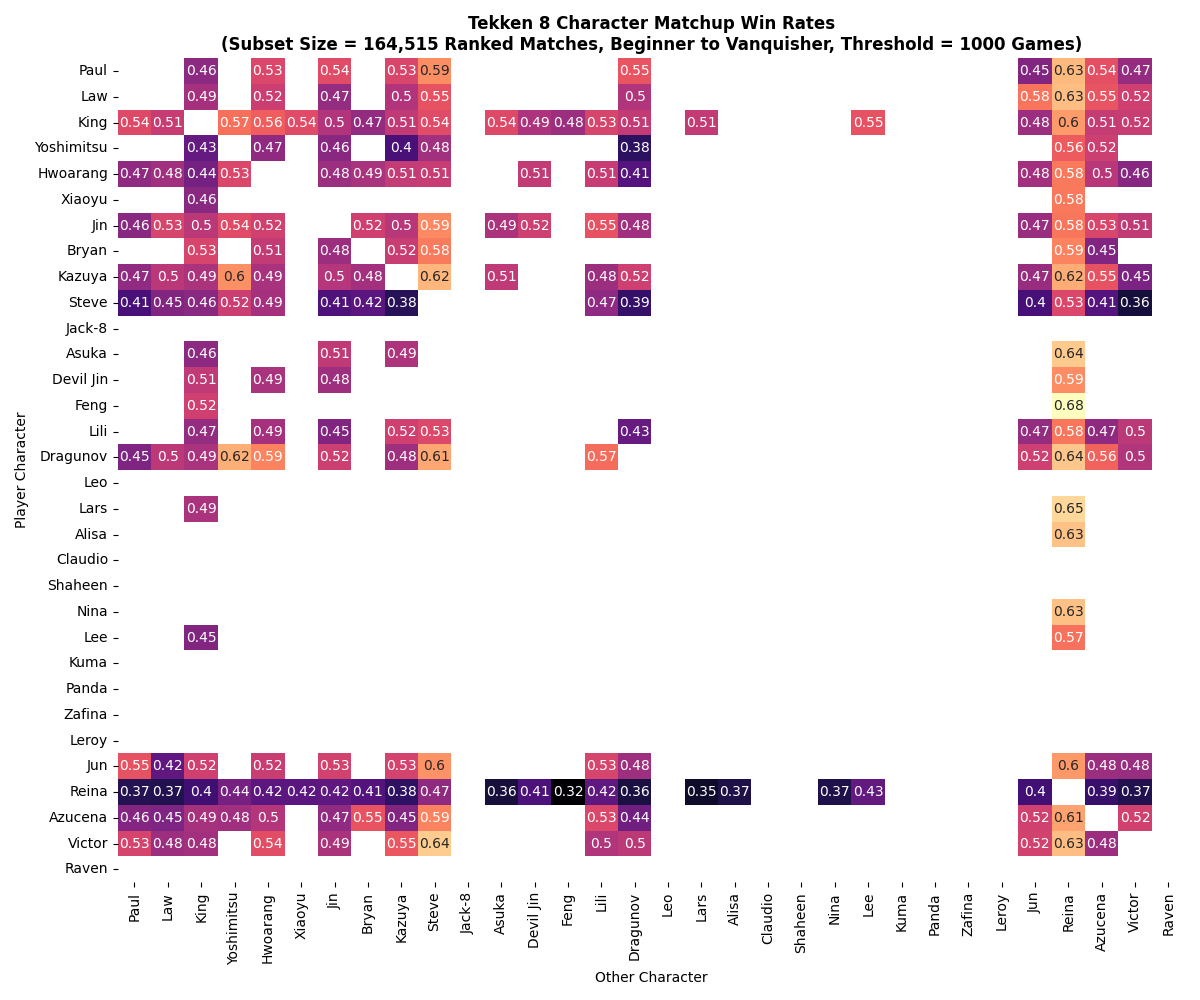 Tekken 8 Character Matchup Win Rates
(Subset Size = 164,515 Ranked Matches, Beginner to Vanquisher, Threshold = 1000 Games)
Player Character
Paul 0.46 0.53 0.54 0.53 0.59 0.55 0.45 0.63 0.54 0.47
Law 0.49 0.52 0.47 0.5 0.55 0.5 0.58 0.63 0.55 0.52
King 0.54 0.51 0.57 0.56 0.54 0.5 0.47 0.51 0.54 0.54 0.49 0.48 0.53 0.51 0.51 0.55 0.48 0.6 0.51 0.52
Yoshimitsu 0.43 0.47 0.46 0.4 0.48 0.38 0.56 0.52
Hwoarang 0.47 0.48 0.44 0.53 0.48 0.49 0.51 0.51 0.51 0.51 0.41 0.48 0.58 0.5 0.46
Xiaoyu 0.46 0.58
Jin 0.46 0.53 0.5 0.54 0.52 0.52 0.5 0.59 0.49 0.52 0.55 0.48 0.47 0.58 0.53 0.51
Bryan 0.53 0.51 0.48 0.52 0.58 0.59 0.45
Kazuya 0.47 0.5 0.49 0.6 0.49 0.5 0.48 0.62 0.51 0.48 0.52 0.47 0.62 0.55 0.45
Steve 0.41 0.45 0.46 0.52 0.49 0.41 0.42 0.38 0.47 0.39 0.4 0.53 0.41 0.36
Jack-8
Asuka 0.46 0.51 0.49 0.64
Devil Jin 0.51 0.49 0.48 0.59
Feng 0.52 0.68
Lili 0.47 0.49 0.45 0.52 0.53 0.43 0.47 0.58 0.47 0.5
Dragunov 0.45 0.5 0.49 0.62 0.59 0.52 0.48 0.61 0.57 0.52 0.64 0.56 0.5
Leo
Lars 0.49 0.65
Alisa 0.63
Claudio
Shaheen
Nina 0.63
Lee 0.45 0.57
Kuma
Panda
Zafina
Leroy
Jun 0.55 0.42 0.52 0.52 0.53 0.53 0.6 0.53 0.48 0.6 0.48 0.48
Reina 0.37 0.37 0.4 0.44 0.42 0.42 0.42 0.41 0.38 0.47 0.36 0.41 0.32 0.42 0.36 0.35 0.37 0.37 0.43 0.4 0.39 0.37
Azucena 0.46 0.45 0.49 0.48 0.5 0.47 0.55 0.45 0.59 0.53 0.44 0.52 0.61 0.52
Victor 0.53 0.48 0.48 0.54 0.49 0.55 0.64 0.5 0.5 0.52 0.63 0.48
Raven
Paul Law King Yoshimitsu Hwoarang Xiaoyu Jin Bryan Kazuya Steve Jack-8 Asuka Devil Jin Feng Lili Dragunov Leo Lars Alisa Claudio Shaheen Nina Lee Kuma Panda Zafina Leroy Jun Reina Azucena Victor Raven
Other Character